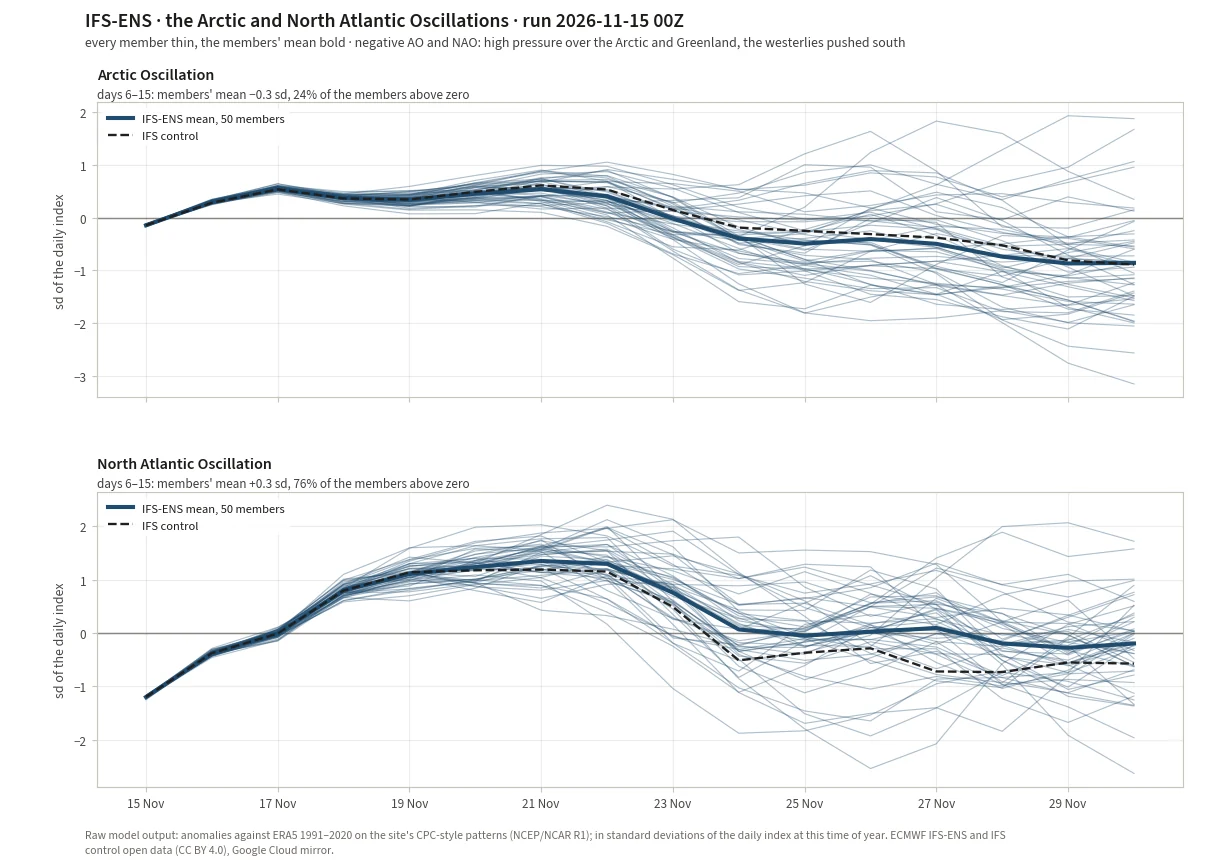 IFS-ENS · the Arctic and North Atlantic Oscillations · run 2026-11-15 00Z
every member thin, the members' mean bold · negative AO and NAO: high pressure over the Arctic and Greenland, the westerlies pushed south
Arctic Oscillation
days 6–15: members' mean −0.3 sd, 24% of the members above zero
IFS-ENS mean, 50 members
IFS control
sd of the daily index
2
1
0
−1
−2
−3
North Atlantic Oscillation
days 6–15: members' mean +0.3 sd, 76% of the members above zero
IFS-ENS mean, 50 members
IFS control
sd of the daily index
2
1
0
−1
−2
15 Nov
17 Nov
19 Nov
21 Nov
23 Nov
25 Nov
27 Nov
29 Nov
Raw model output: anomalies against ERA5 1991–2020 on the site's CPC-style patterns (NCEP/NCAR R1); in standard deviations of the daily index at this time of year. ECMWF IFS-ENS and IFS
control open data (CC BY 4.0), Google Cloud mirror.